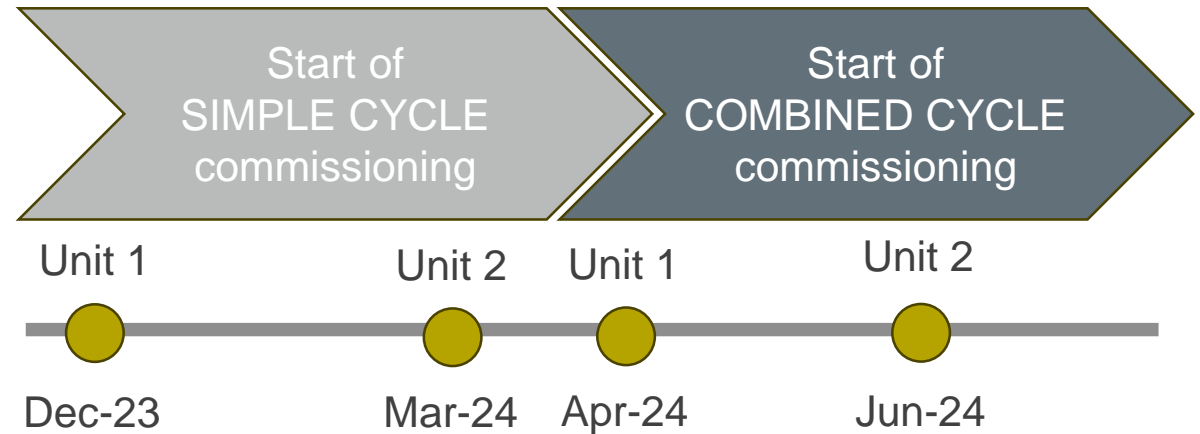 Start of
SIMPLE CYCLE
commissioning
Start of
COMBINED CYCLE
commissioning
Unit 1
Unit 2
Unit 1
Unit 2
Dec-23
Mar-24
Apr-24
Jun-24